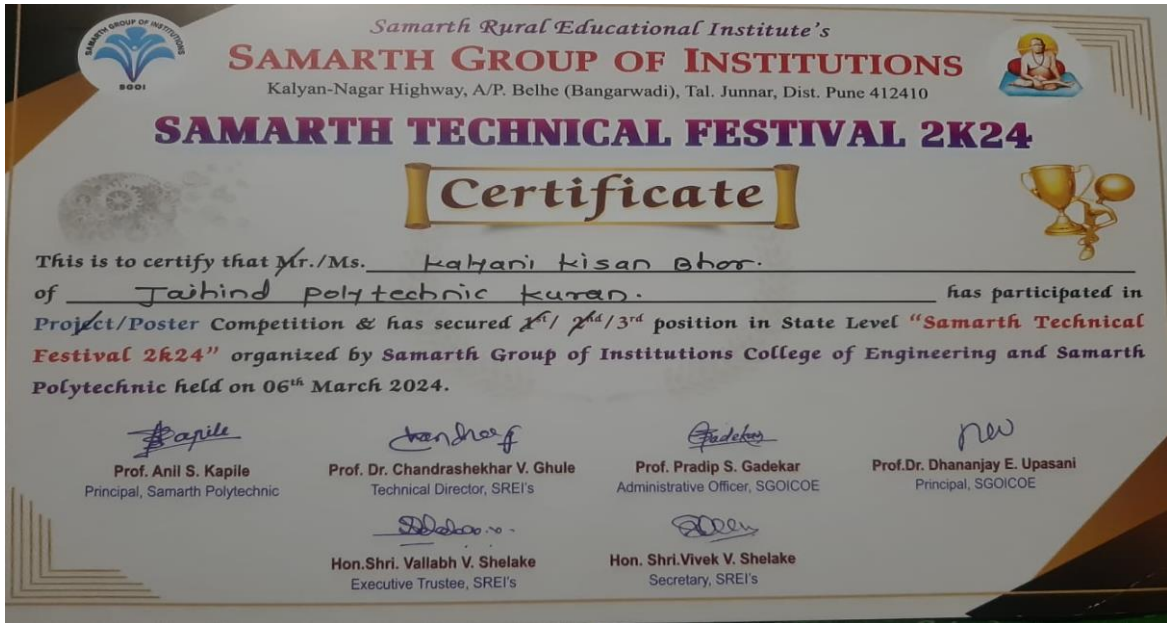 SAMARTH GROUP OF INSTITUTIONS
SGOI
Samarth Rural Educational Institute's
SAMARTH GROUP OF INSTITUTIONS
Kalyan-Nagar Highway, A/P. Belhe (Bangarwadi), Tal. Junnar, Dist. Pune 412410
SAMARTH TECHNICAL FESTIVAL 2K24
Certificate
This is to certify that Mr./Ms. Kalyani Kisan Bhor.
of Jaihind polytechnic kuran. has participated in
Project/Poster Competition & has secured 1st/ 2nd/3rd position in State Level "Samarth Technical
Festival 2k24" organized by Samarth Group of Institutions College of Engineering and Samarth
Polytechnic held on 06th March 2024.
Prof. Anil S. Kapile
Principal, Samarth Polytechnic
Prof. Dr. Chandrashekhar V. Ghule
Technical Director, SREI's
Prof. Pradip S. Gadekar
Administrative Officer, SGOICOE
Prof.Dr. Dhananjay E. Upasani
Principal, SGOICOE
Hon.Shri. Vallabh V. Shelake
Executive Trustee, SREI's
Hon. Shri.Vivek V. Shelake
Secretary, SREI's